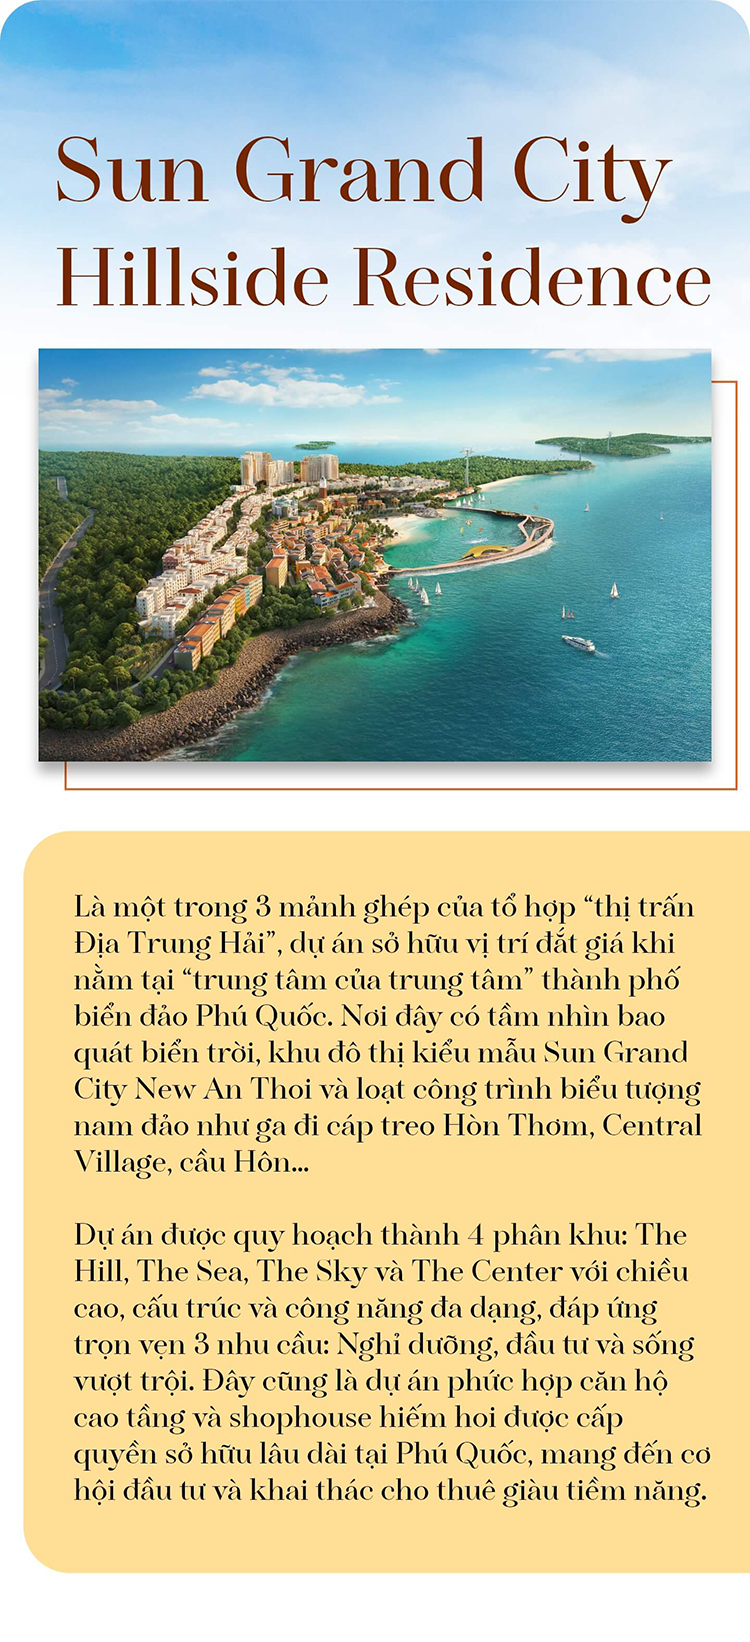 Sun Grand City
Hillside Residence
Là một trong 3 mảnh ghép của tổ hợp “thị trấn
Địa Trung Hải”, dự án sở hữu vị trí đắt giá khi
nằm tại “trung tâm của trung tâm” thành phố
biển đảo Phú Quốc. Nơi đây có tầm nhìn bao
quát biển trời, khu đô thị kiểu mẫu Sun Grand
City New An Thoi và loạt công trình biểu tượng
nam đảo như ga đi cáp treo Hòn Thơm, Central
Village, cầu Hôn...
Dự án được quy hoạch thành 4 phân khu: The
Hill, The Sea, The Sky và The Center với chiều
cao, cấu trúc và công năng đa dạng, đáp ứng
trọn vẹn 3 nhu cầu: Nghỉ dưỡng, đầu tư và sống
vượt trội. Đây cũng là dự án phức hợp căn hộ
cao tầng và shophouse hiếm hoi được cấp
quyền sở hữu lâu dài tại Phú Quốc, mang đến cơ
hội đầu tư và khai thác cho thuê giàu tiềm năng.